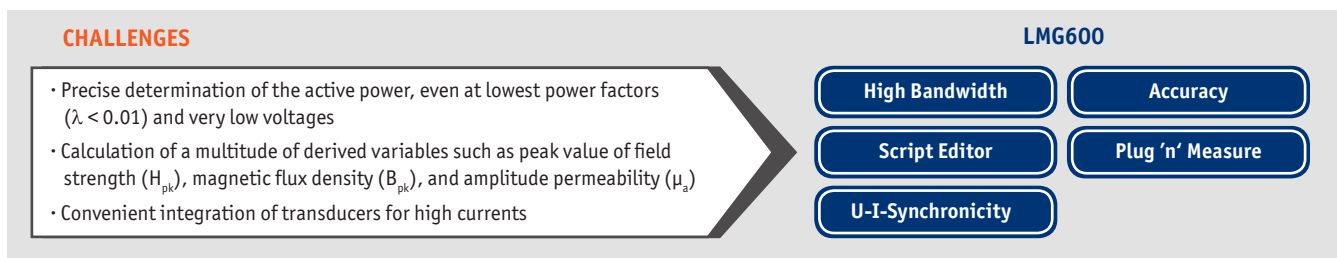 CHALLENGES
· Precise determination of the active power, even at lowest power factors
(λ < 0.01) and very low voltages
· Calculation of a multitude of derived variables such as peak value of field
strength (Hpk), magnetic flux density (Bpk), and amplitude permeability (µa)
· Convenient integration of transducers for high currents
LMG600
High Bandwidth
Accuracy
Script Editor
Plug ’n‘ Measure
U-I-Synchronicity